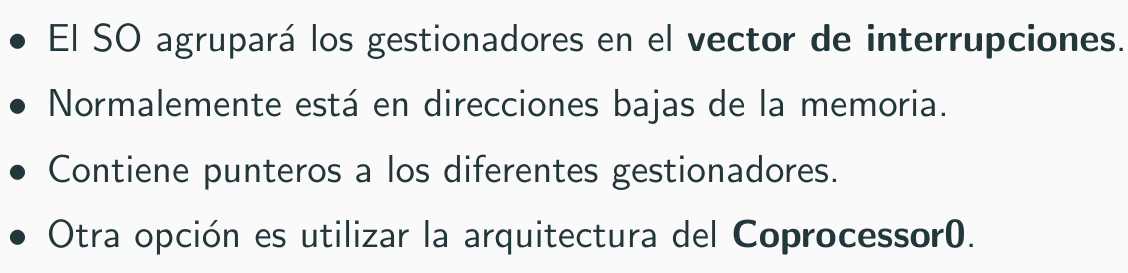 • El SO agrupará los gestionadores en el vector de interrupciones.
• Normalemente está en direcciones bajas de la memoria.
• Contiene punteros a los diferentes gestionadores.
• Otra opción es utilizar la arquitectura del Coprocessor0.